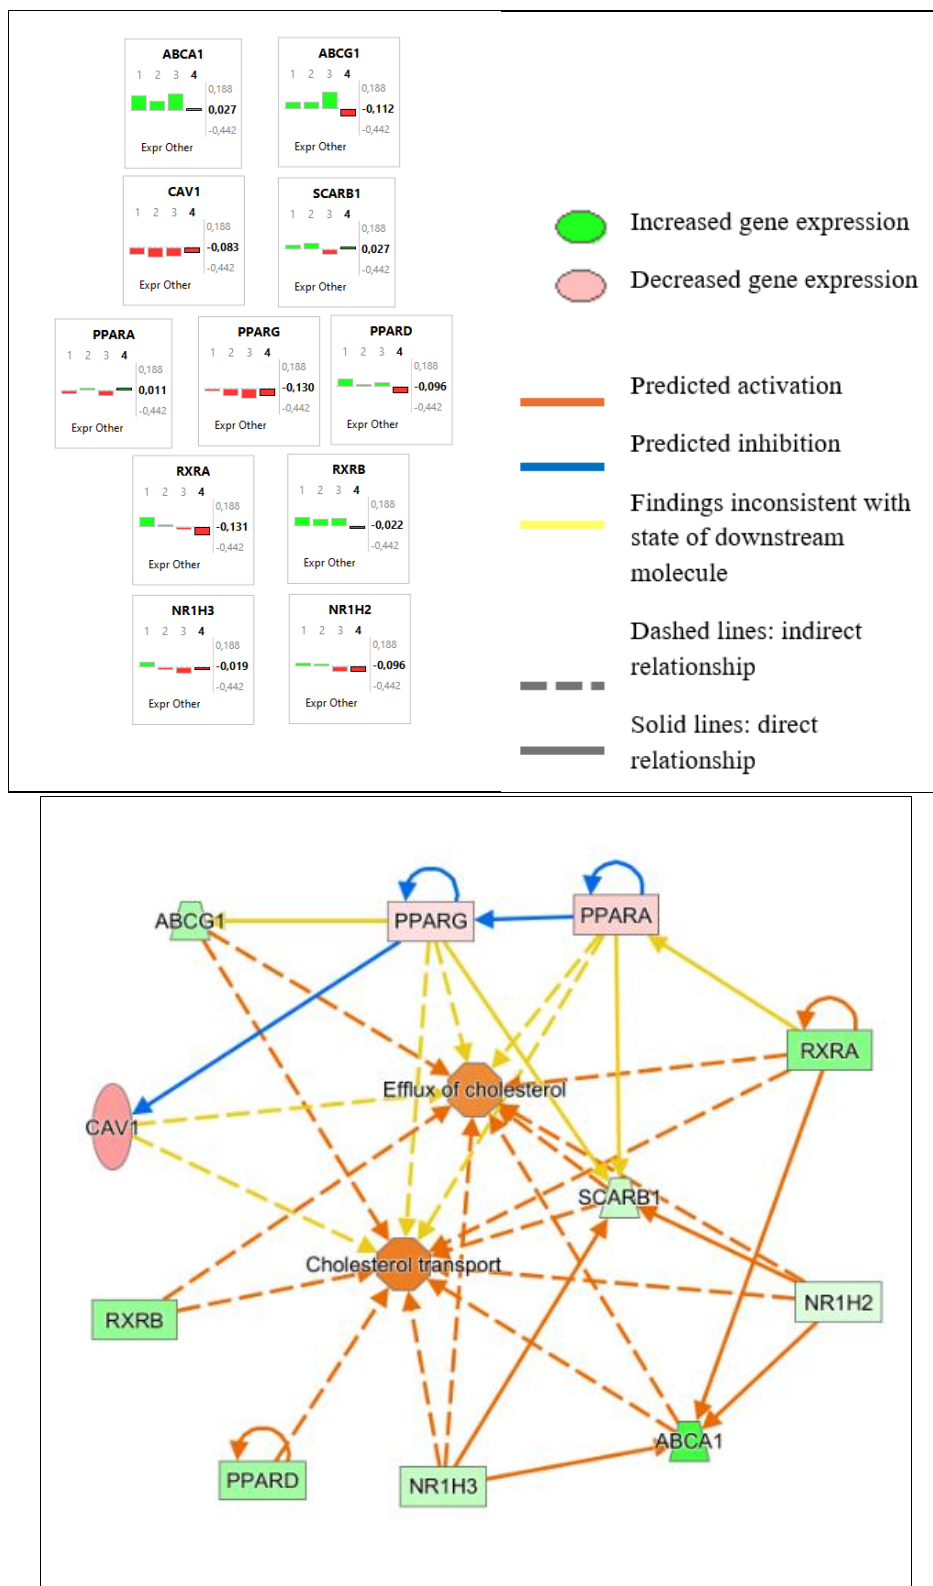 ABCA1
1 2 3 4
0,188
0,027
-0,442
Expr Other
ABCG1
1 2 3 4
0,188
-0,112
-0,442
Expr Other
CAV1
1 2 3 4
0,188
-0,083
-0,442
Expr Other
SCARB1
1 2 3 4
0,188
0,027
-0,442
Expr Other
PPARA
1 2 3 4
0,188
0,011
-0,442
Expr Other
PPARG
1 2 3 4
0,188
-0,130
-0,442
Expr Other
PPARD
1 2 3 4
0,188
-0,096
-0,442
Expr Other
RXRA
1 2 3 4
0,188
-0,131
-0,442
Expr Other
RXRB
1 2 3 4
0,188
-0,022
-0,442
Expr Other
NR1H3
1 2 3 4
0,188
-0,019
-0,442
Expr Other
NR1H2
1 2 3 4
0,188
-0,096
-0,442
Expr Other
Increased gene expression
Decreased gene expression
Predicted activation
Predicted inhibition
Findings inconsistent with
state of downstream
molecule
Dashed lines: indirect
relationship
Solid lines: direct
relationship
ABCG1
PPARG
PPARA
RXRA
Efflux of cholesterol
CAV1
SCARB1
Cholesterol transport
NR1H2
RXRB
ABCA1
PPARD
NR1H3